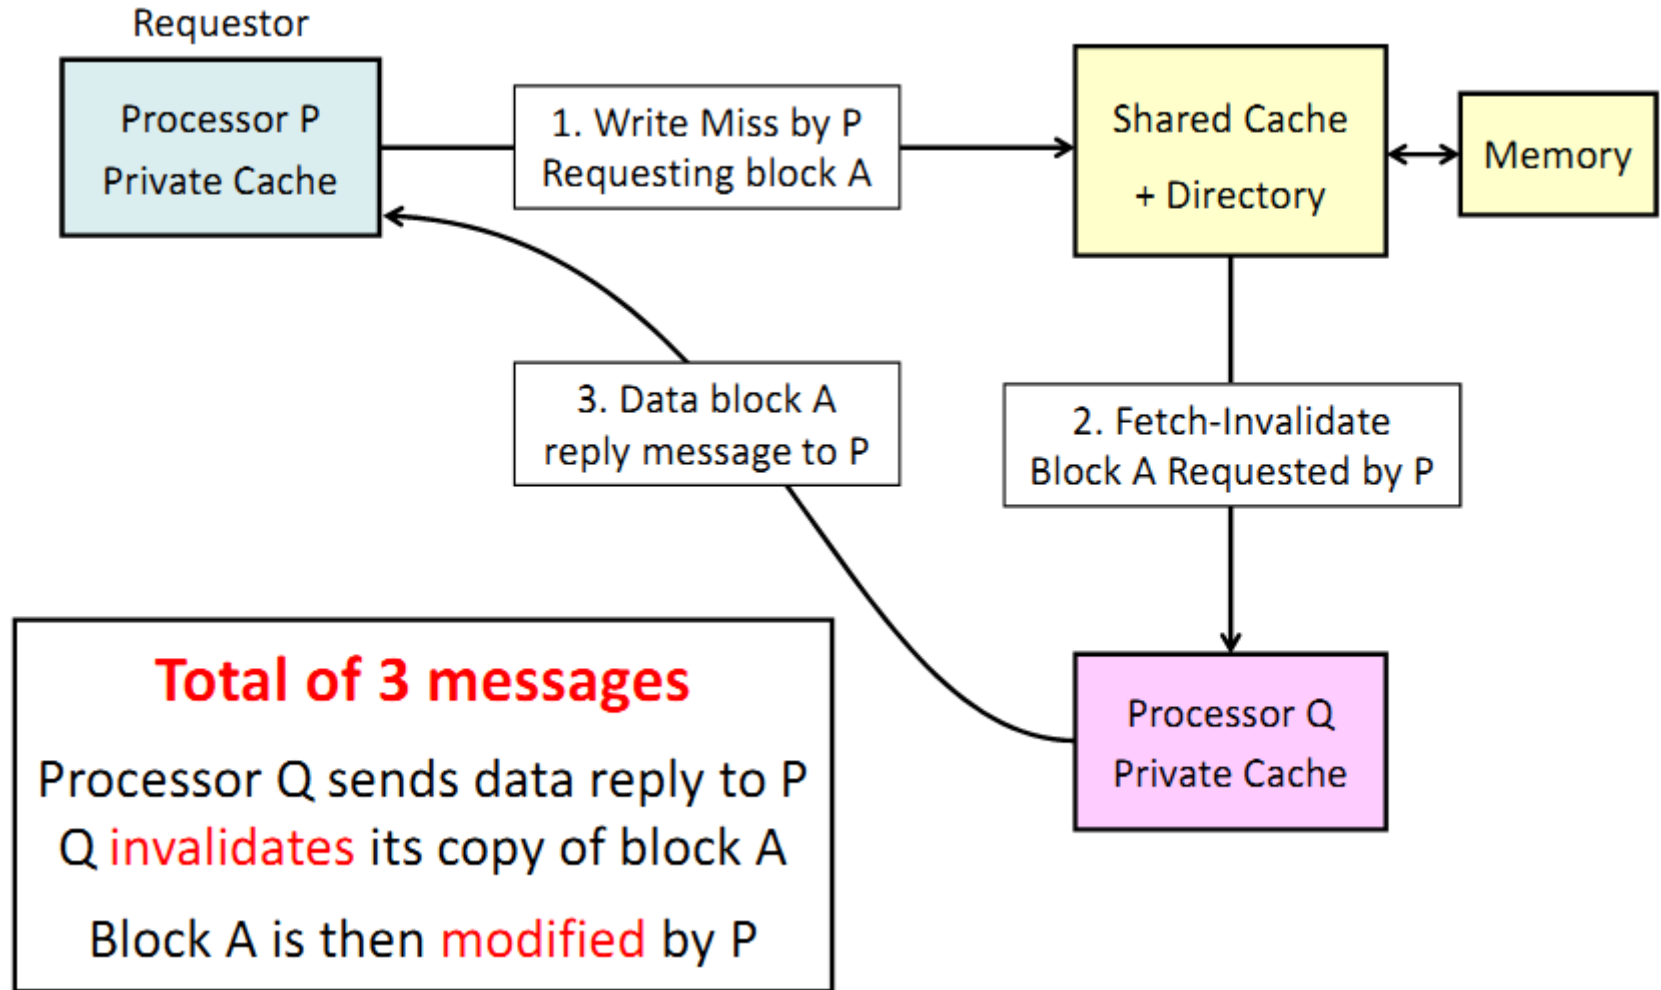 Requestor
Processor P
Private Cache
1. Write Miss by P
Requesting block A
Shared Cache
+ Directory
Memory
3. Data block A
reply message to P
2. Fetch-Invalidate
Block A Requested by P
Total of 3 messages
Processor Q sends data reply to P
Q invalidates its copy of block A
Block A is then modified by P
Processor Q
Private Cache